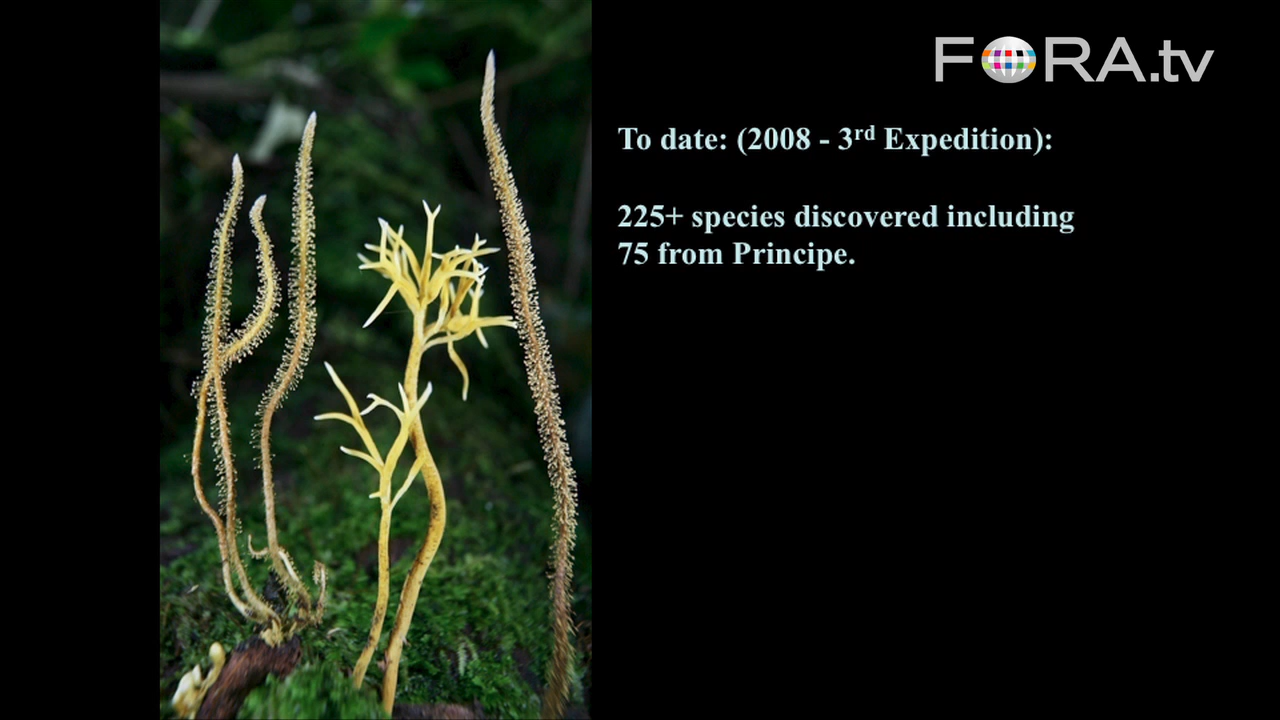 FORA.tv
To date: (2008 - 3rd Expedition):
225+ species discovered including
75 from Principe.